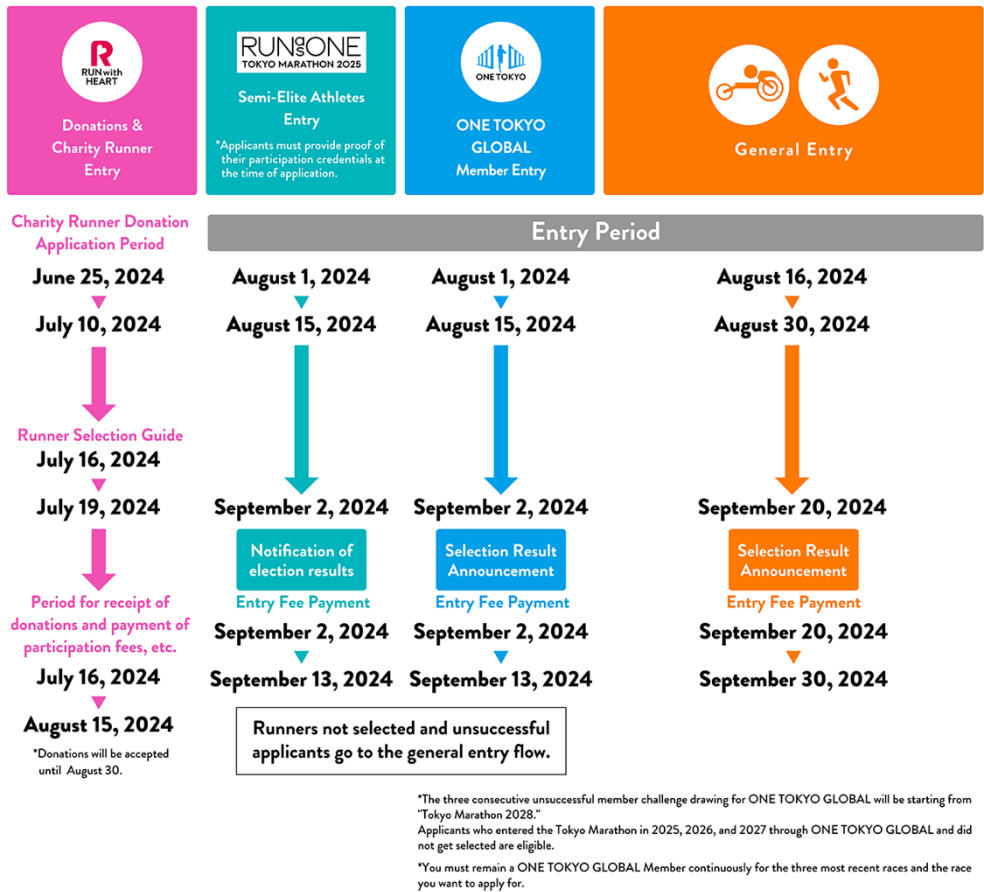 RUN with
HEART
Donations &
Charity Runner
Entry
RUN as ONE
TOKYO MARATHON 2025
Semi-Elite Athletes
Entry
*Applicants must provide proof of
their participation credentials at
the time of application.
ONE TOKYO
ONE TOKYO
GLOBAL
Member Entry
General Entry
Charity Runner Donation
Application Period
June 25, 2024
July 10, 2024
Runner Selection Guide
July 16, 2024
July 19, 2024
Period for receipt of
donations and payment of
participation fees, etc.
July 16, 2024
August 15, 2024
*Donations will be accepted
until August 30.
Entry Period
August 1, 2024
August 15, 2024
September 2, 2024
Notification of
election results
Entry Fee Payment
September 2, 2024
September 13, 2024
August 1, 2024
August 15, 2024
September 2, 2024
Selection Result
Announcement
Entry Fee Payment
September 2, 2024
September 13, 2024
August 16, 2024
August 30, 2024
September 20, 2024
Selection Result
Announcement
Entry Fee Payment
September 20, 2024
September 30, 2024
Runners not selected and unsuccessful
applicants go to the general entry flow.
*The three consecutive unsuccessful member challenge drawing for ONE TOKYO GLOBAL will be starting from
"Tokyo Marathon 2028."
Applicants who entered the Tokyo Marathon in 2025, 2026, and 2027 through ONE TOKYO GLOBAL and did
not get selected are eligible.
*You must remain a ONE TOKYO GLOBAL Member continuously for the three most recent races and the race
you want to apply for.